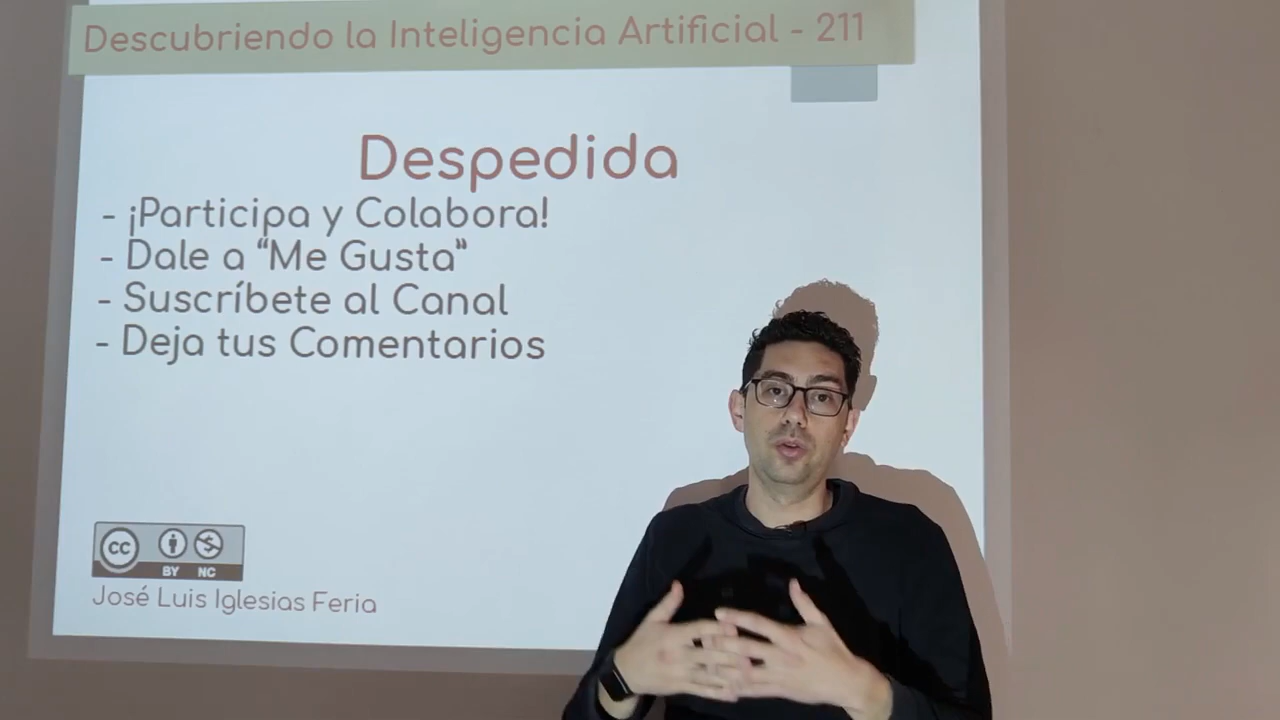 Descubriendo la Inteligencia Artificial - 211
Despedida
- ¡Participa y Colabora!
- Dale a “Me Gusta”
- Suscríbete al Canal
- Deja tus Comentarios
CC BY NC
José Luis Iglesias Feria